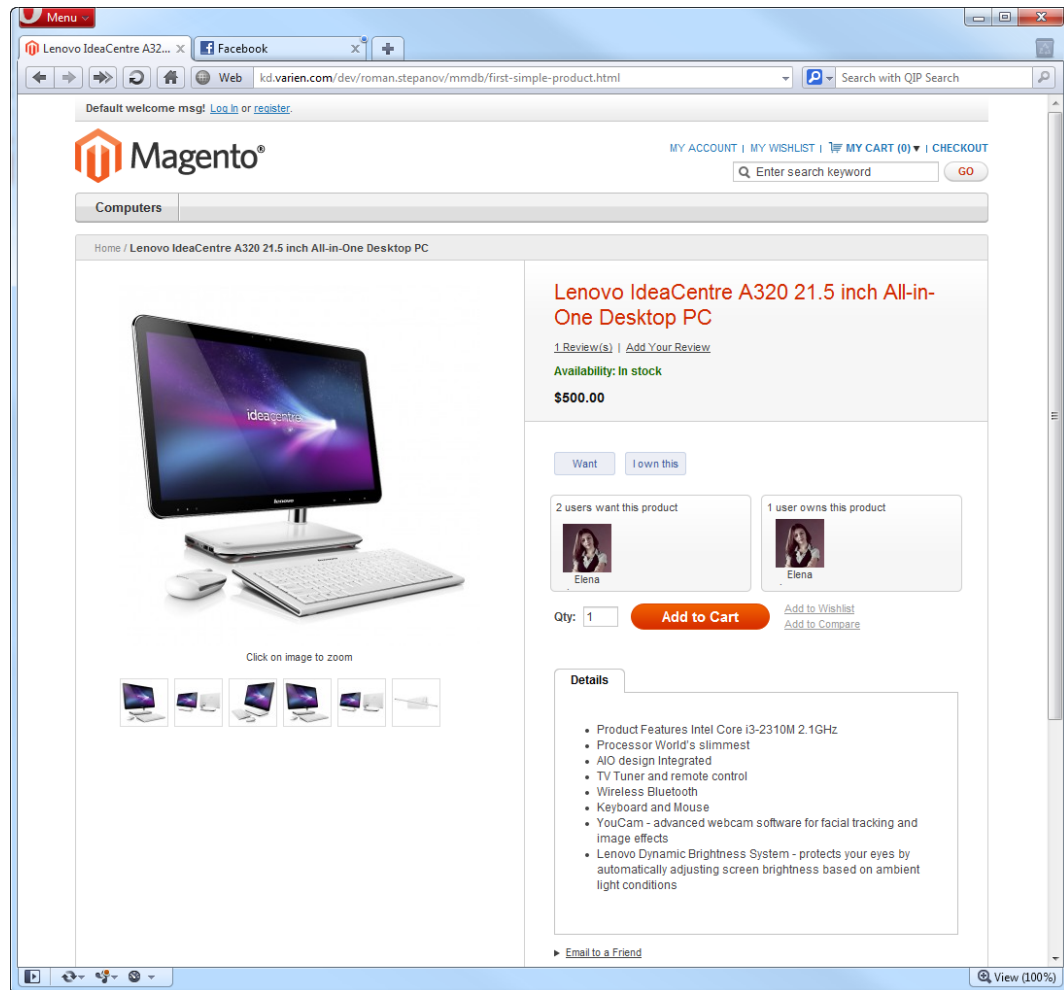 Menu
Lenovo IdeaCentre A32... x
Facebook x
Web kd.varien.com/dev/roman.stepanov/mmdb/first-simple-product.html Search with QIP Search
Default welcome msg! Log In or register.
Magento®
MY ACCOUNT | MY WISHLIST | MY CART (0) ▾ | CHECKOUT
Enter search keyword GO
Computers
Home / Lenovo IdeaCentre A320 21.5 inch All-in-One Desktop PC
Lenovo IdeaCentre A320 21.5 inch All-in-
One Desktop PC
1 Review(s) | Add Your Review
Availability: In stock
$500.00
ideacentre
lenovo
Want I own this
2 users want this product
Elena
1 user owns this product
Elena
Qty: 1 Add to Cart
Add to Wishlist
Add to Compare
Click on image to zoom
Details
• Product Features Intel Core i3-2310M 2.1GHz
• Processor World's slimmest
• AIO design Integrated
• TV Tuner and remote control
• Wireless Bluetooth
• Keyboard and Mouse
• YouCam - advanced webcam software for facial tracking and
image effects
• Lenovo Dynamic Brightness System - protects your eyes by
automatically adjusting screen brightness based on ambient
light conditions
Email to a Friend
View (100%)